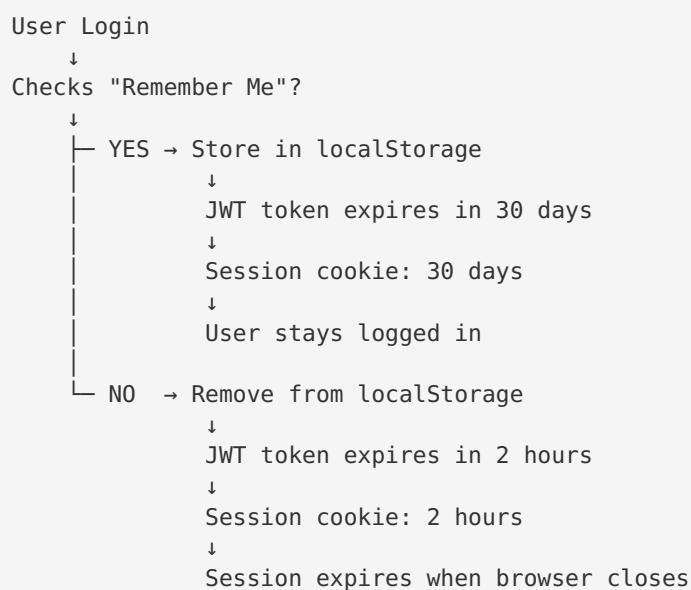 User Login
↓
Checks "Remember Me"?
↓
├─ YES → Store in localStorage
│ ↓
│ JWT token expires in 30 days
│ ↓
│ Session cookie: 30 days
│ ↓
│ User stays logged in
│
└─ NO → Remove from localStorage
↓
JWT token expires in 2 hours
↓
Session cookie: 2 hours
↓
Session expires when browser closes